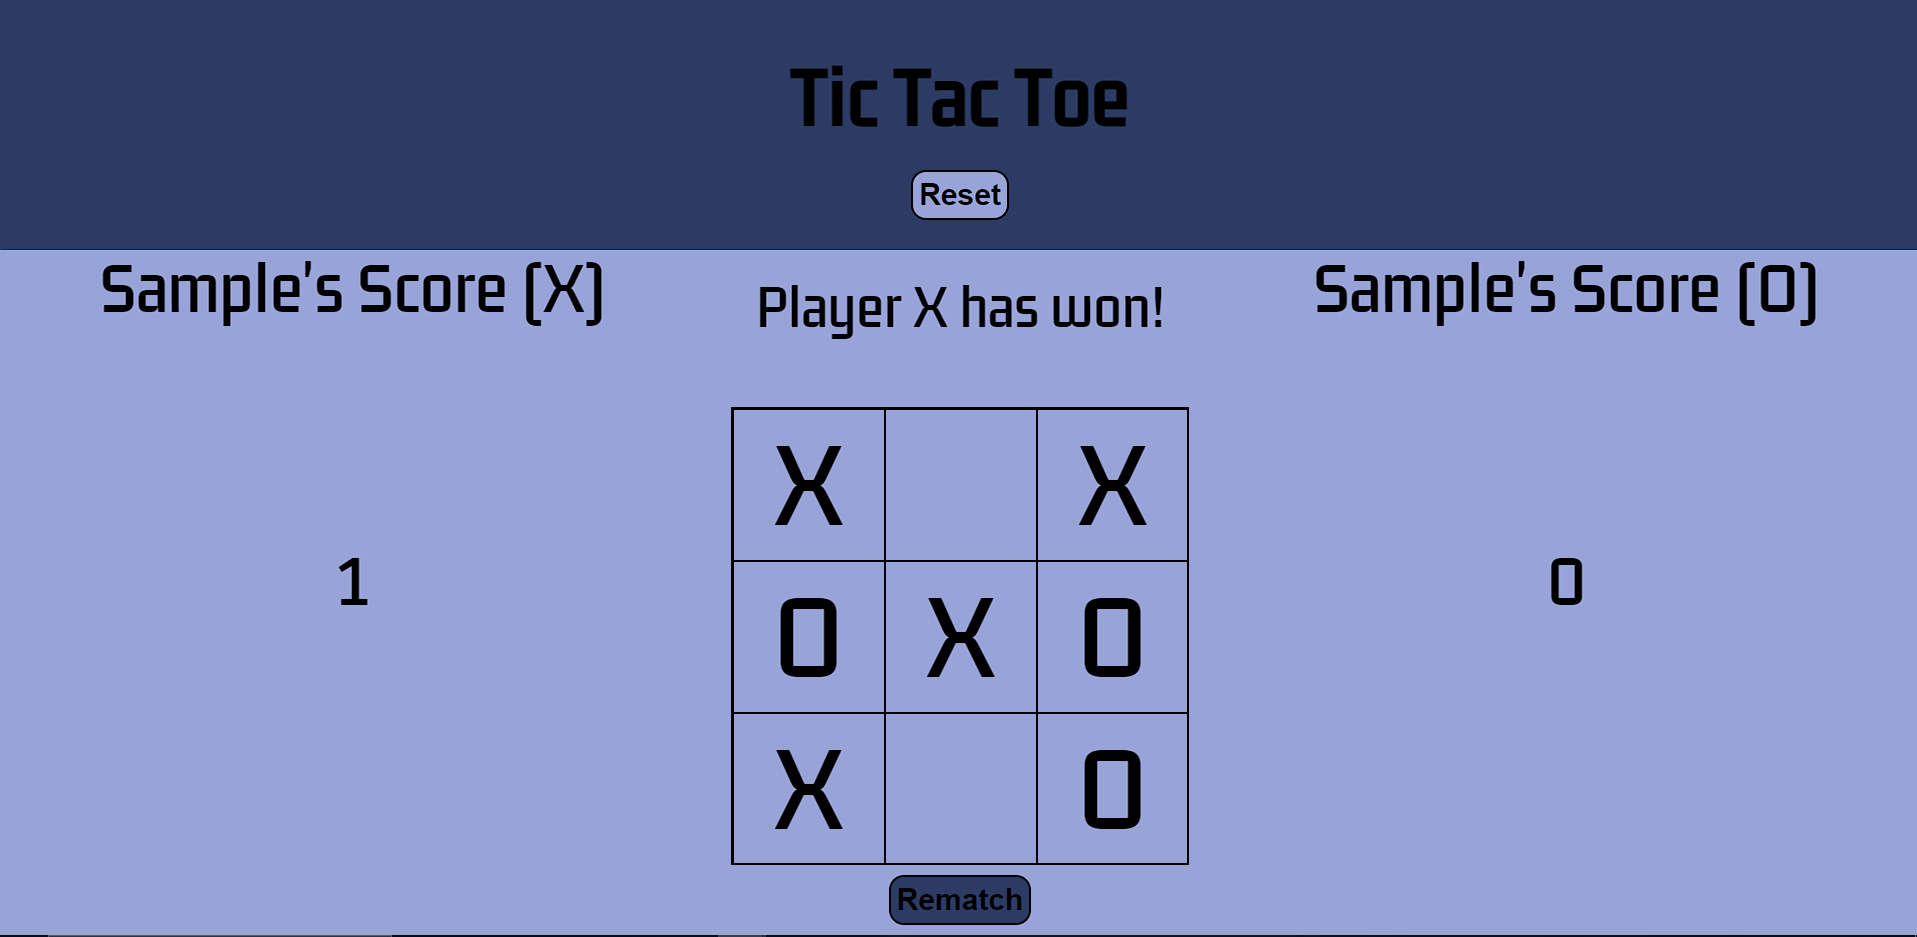 Tic Tac Toe
Reset
Sample's Score (X)
Player X has won!
Sample's Score (O)
X X
1
O X O
0
X O
Rematch